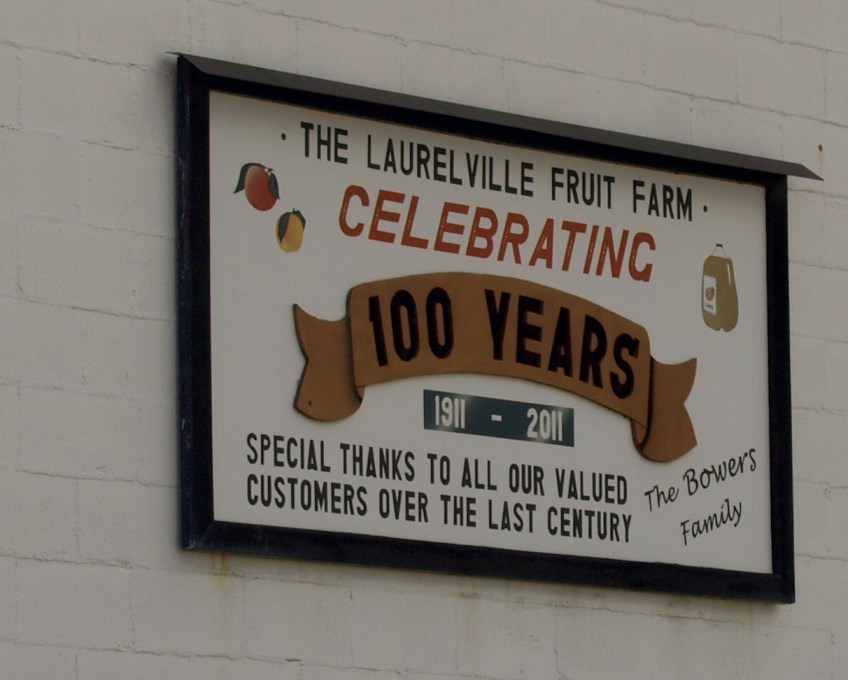 · THE LAURELVILLE FRUIT FARM ·
CELEBRATING
100 YEARS
1911 - 2011
SPECIAL THANKS TO ALL OUR VALUED
CUSTOMERS OVER THE LAST CENTURY
The Bowers
Family